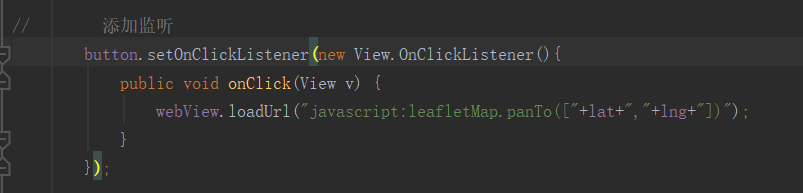 // 添加监听
button.setOnClickListener(new View.OnClickListener(){
public void onClick(View v) {
webView.loadUrl("javascript:leafletMap.panTo(["+lat+","+lng+"])");
}
});